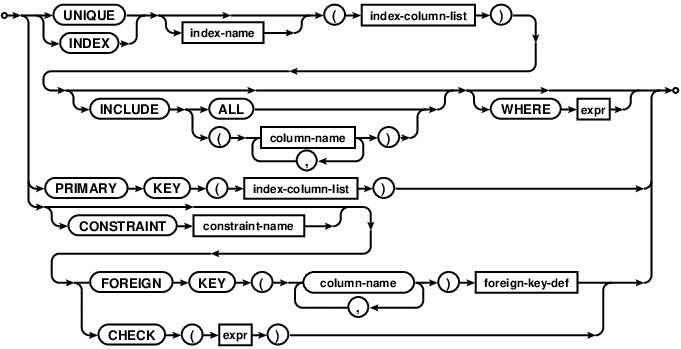 UNIQUE
INDEX
index-name
( index-column-list )
INCLUDE ALL
( column-name )
,
WHERE expr
PRIMARY KEY ( index-column-list )
CONSTRAINT constraint-name
FOREIGN KEY ( column-name ) foreign-key-def
,
CHECK ( expr )